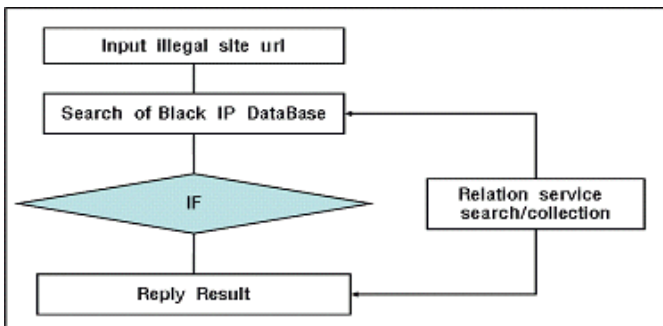 Input illegal site url
Search of Black IP DataBase
IF
Relation service
search/collection
Reply Result